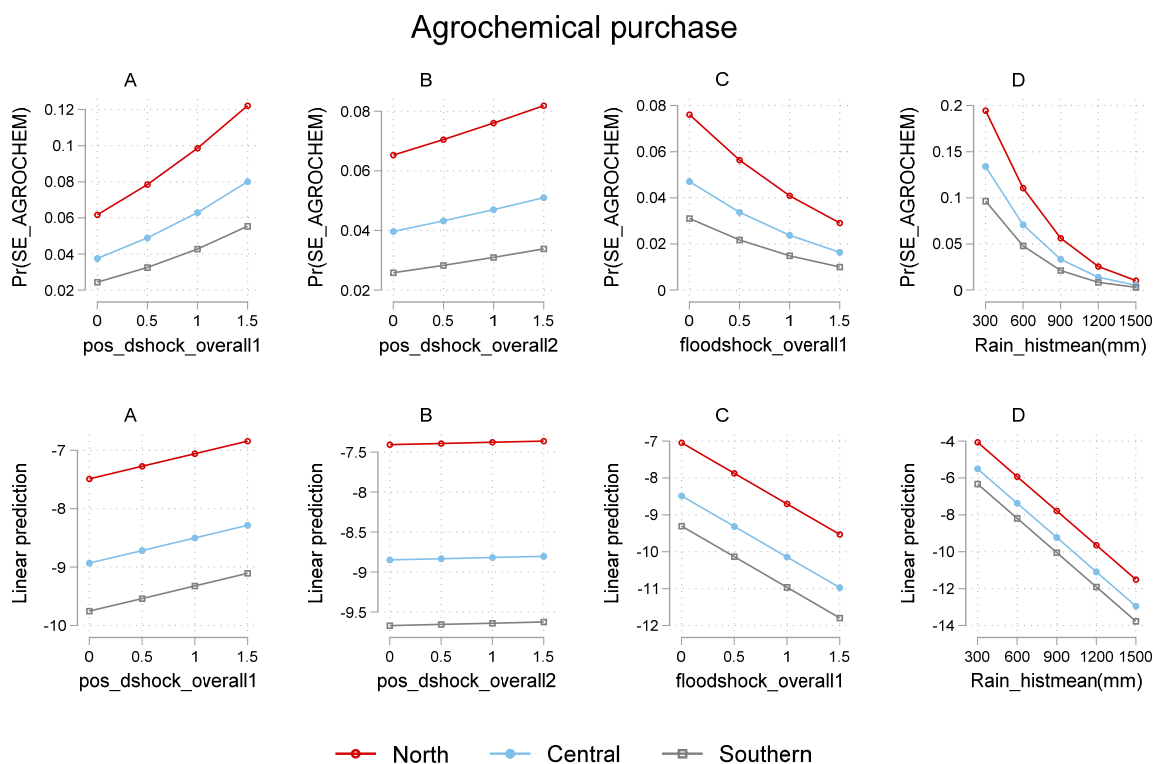 Agrochemical purchase
A
Pr(SE_AGROCHEM)
0.12
0.1
0.08
0.06
0.04
0.02
0 0.5 1 1.5
pos_dshock_overall1
B
Pr(SE_AGROCHEM)
0.08
0.06
0.04
0.02
0 0.5 1 1.5
pos_dshock_overall2
C
Pr(SE_AGROCHEM)
0.08
0.06
0.04
0.02
0
0 0.5 1 1.5
floodshock_overall1
D
Pr(SE_AGROCHEM)
0.2
0.15
0.1
0.05
0
300 600 900 1200 1500
Rain_histmean(mm)
A
Linear prediction
-7
-8
-9
-10
0 0.5 1 1.5
pos_dshock_overall1
B
Linear prediction
-7.5
-8
-8.5
-9
-9.5
0 0.5 1 1.5
pos_dshock_overall2
C
Linear prediction
-7
-8
-9
-10
-11
-12
0 0.5 1 1.5
floodshock_overall1
D
Linear prediction
-4
-6
-8
-10
-12
-14
300 600 900 1200 1500
Rain_histmean(mm)
North Central Southern